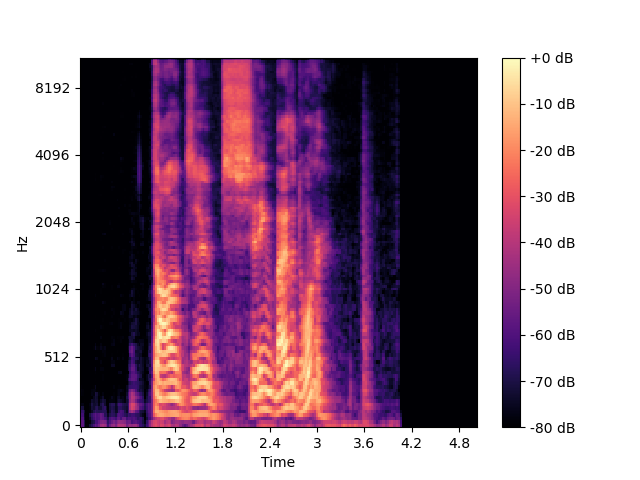 +0 dB
8192
-10 dB
4096
-20 dB
-30 dB
2048
-40 dB
Hz
1024
-50 dB
512
-60 dB
-70 dB
0
-80 dB
0 0.6 1.2 1.8 2.4 3 3.6 4.2 4.8
Time